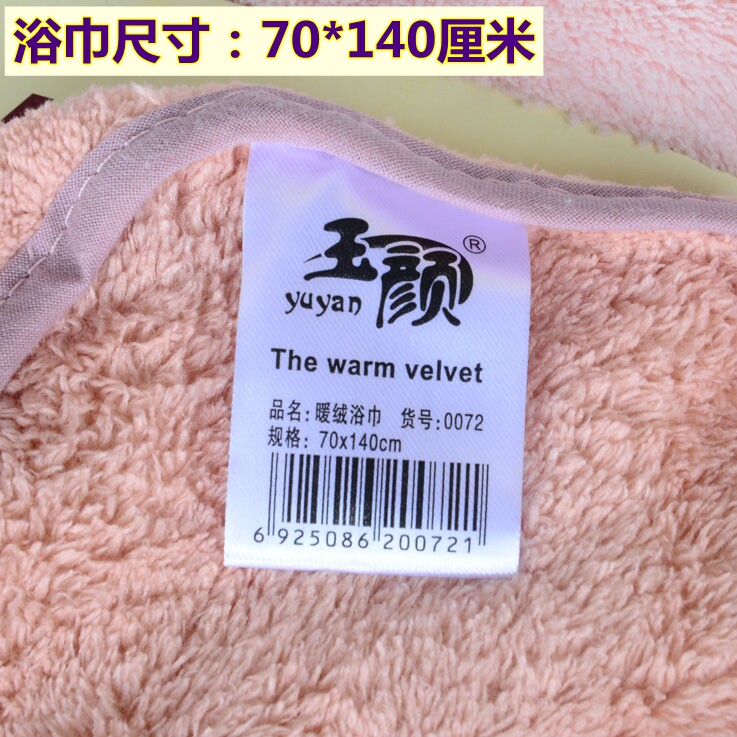 浴巾尺寸：70*140厘米
玉颜®
yuyan
The warm velvet
品名: 暖绒浴巾 货号: 0072
规格: 70x140cm
6 925086 200721